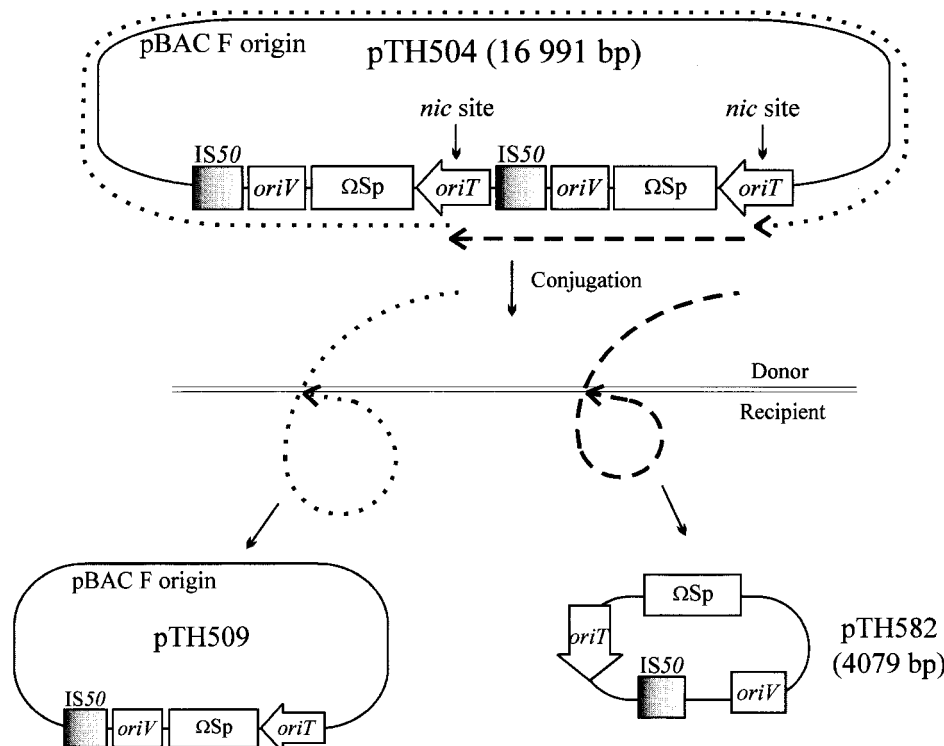 pBAC F origin
pTH504 (16 991 bp)
nic site
nic site
IS50
IS50
oriV
ΩSp
oriT
oriV
ΩSp
oriT
Conjugation
Donor
Recipient
pBAC F origin
pTH509
IS50
oriV
ΩSp
oriT
ΩSp
oriT
pTH582
(4079 bp)
IS50
oriV